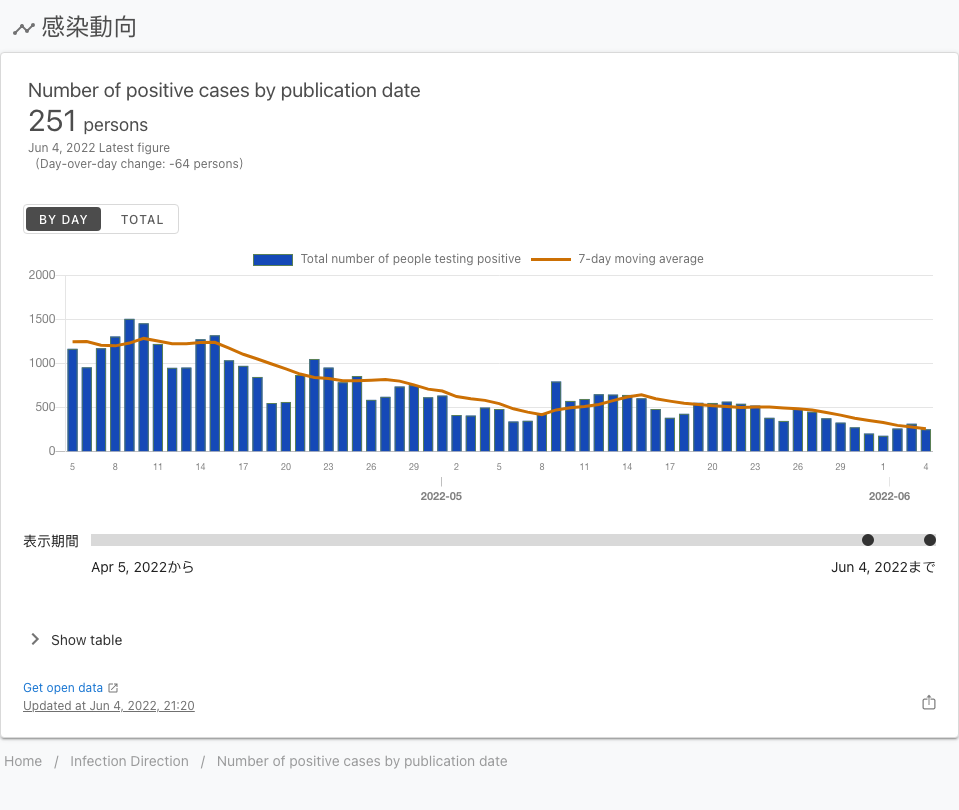 感染動向
Number of positive cases by publication date
251 persons
Jun 4, 2022 Latest figure
(Day-over-day change: -64 persons)
BY DAY TOTAL
Total number of people testing positive 7-day moving average
2000
1500
1000
500
0
5 8 11 14 17 20 23 26 29 2 5 8 11 14 17 20 23 26 29 1 4
2022-05 2022-06
表示期間
Apr 5, 2022から Jun 4, 2022まで
Show table
Get open data
Updated at Jun 4, 2022, 21:20
Home / Infection Direction / Number of positive cases by publication date